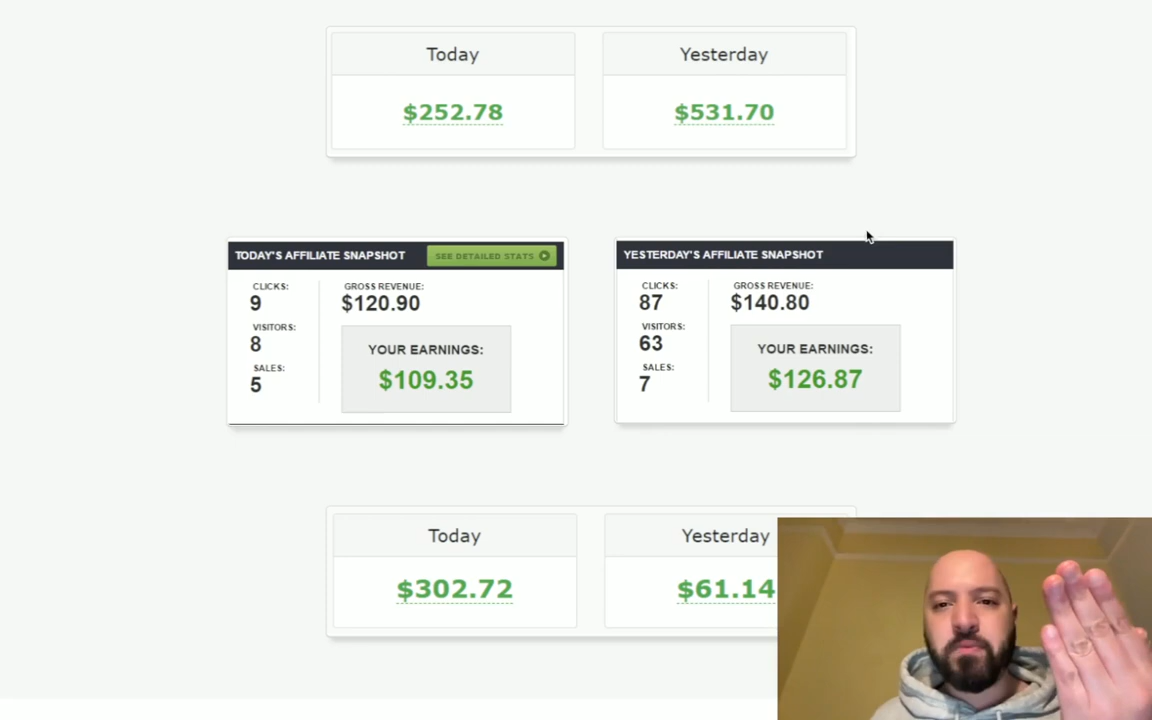 Today Yesterday
$252.78 $531.70
TODAY'S AFFILIATE SNAPSHOT SEE DETAILED STATS
CLICKS: GROSS REVENUE:
9 $120.90
VISITORS:
8 YOUR EARNINGS:
SALES: $109.35
5
YESTERDAY'S AFFILIATE SNAPSHOT
CLICKS: GROSS REVENUE:
87 $140.80
VISITORS:
63 YOUR EARNINGS:
SALES: $126.87
7
Today Yesterday
$302.72 $61.14